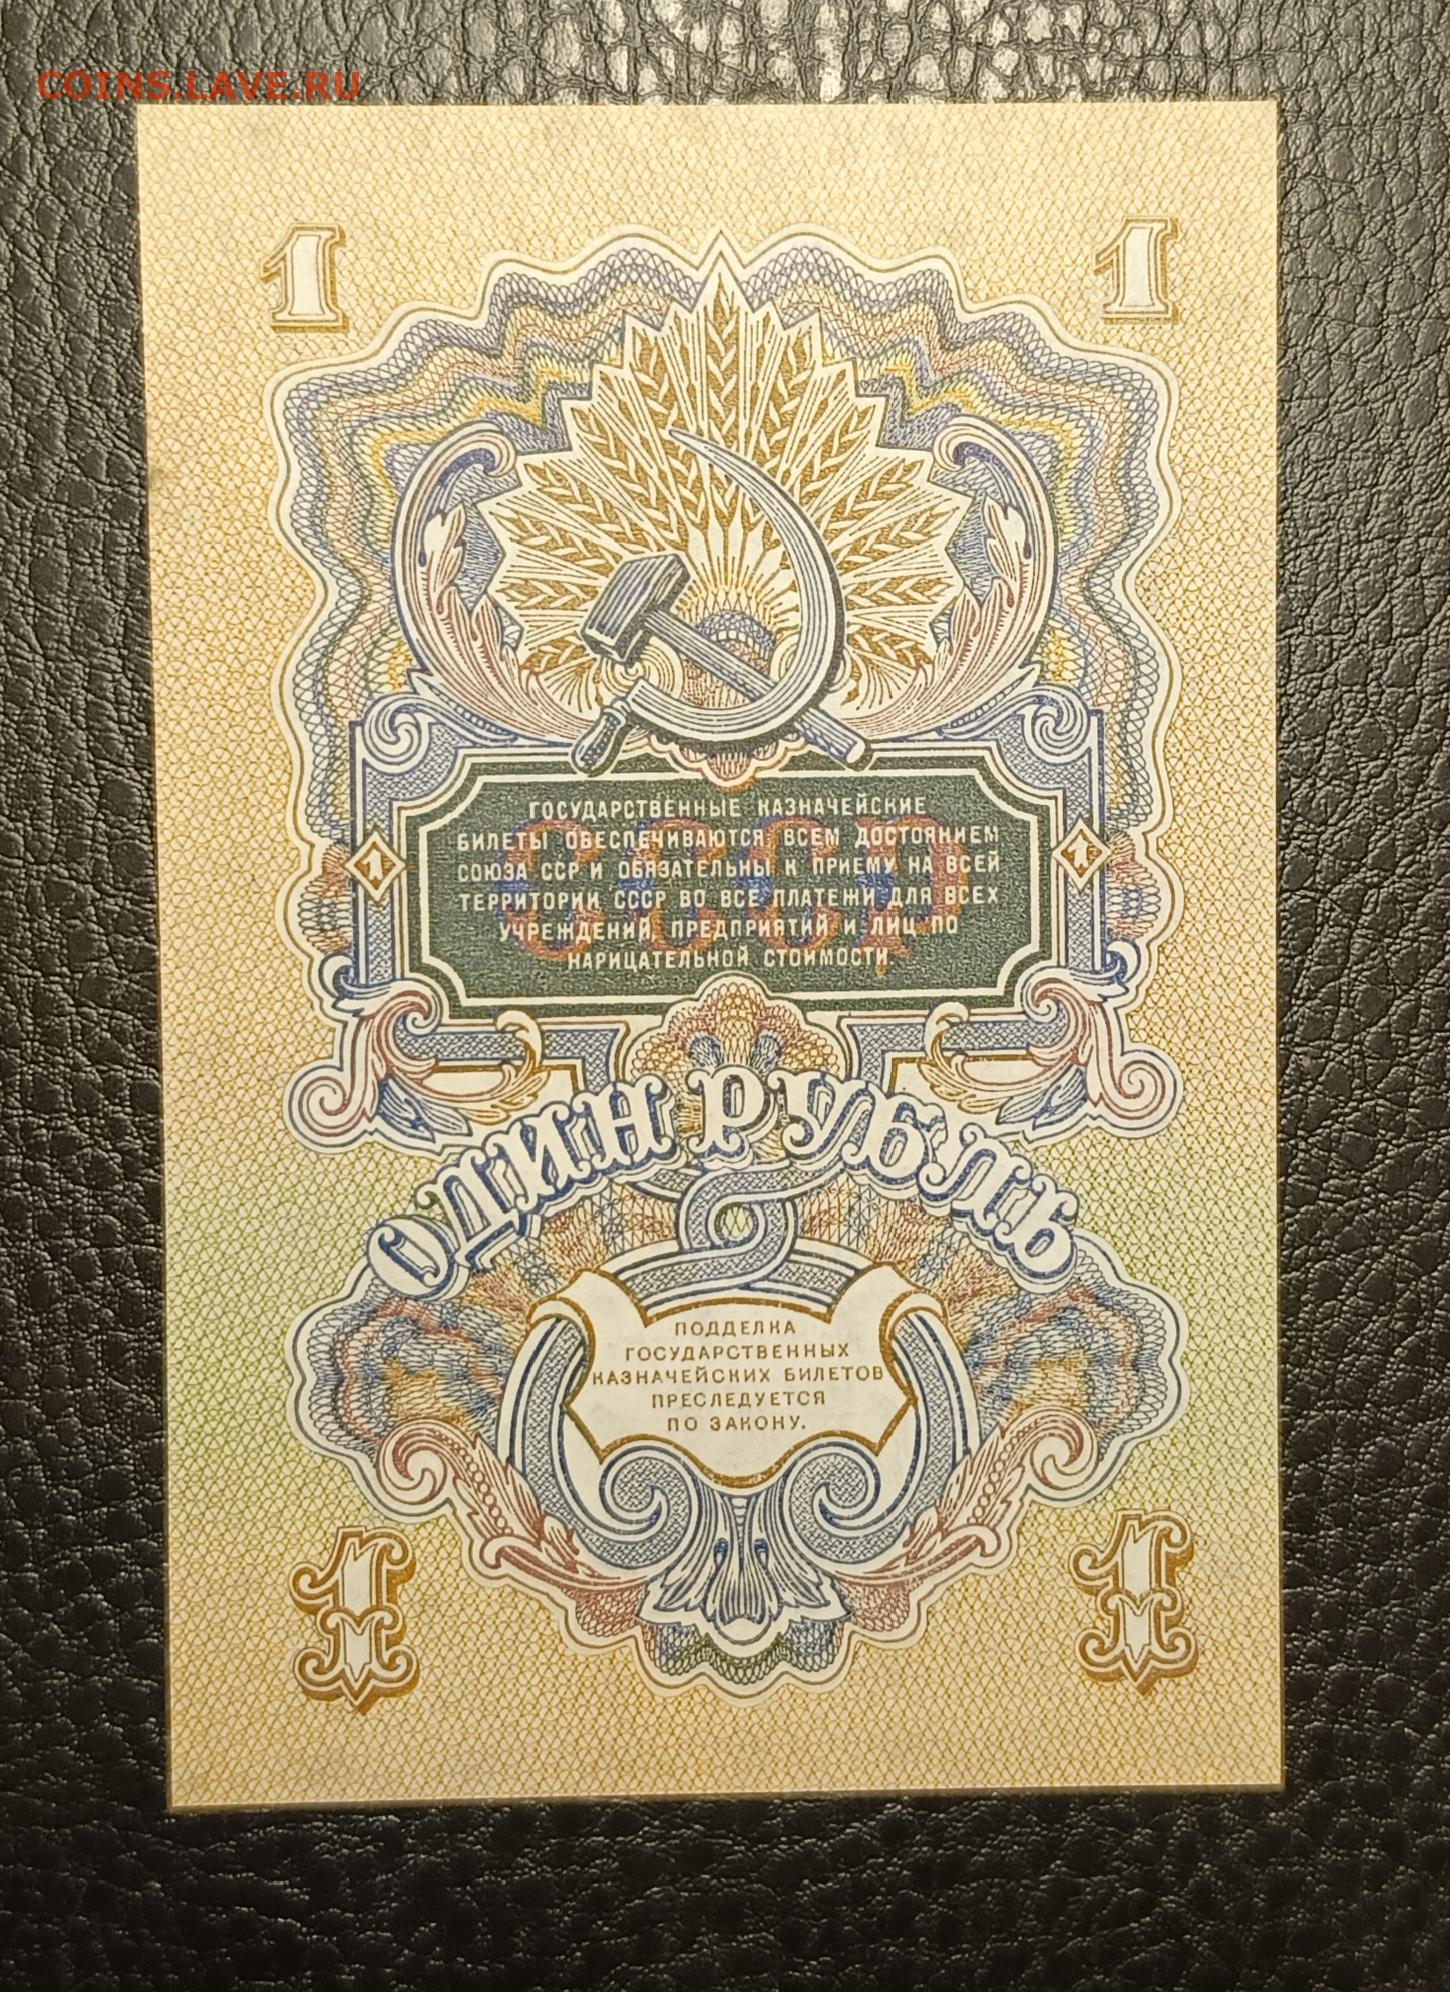 COINS.LAVE.RU
1 1
ГОСУДАРСТВЕННЫЕ КАЗНАЧЕЙСКИЕ
БИЛЕТЫ ОБЕСПЕЧИВАЮТСЯ ВСЕМ ДОСТОЯНИЕМ
СОЮЗА ССР И ОБЯЗАТЕЛЬНЫ К ПРИЕМУ НА ВСЕЙ
ТЕРРИТОРИИ СССР ВО ВСЕ ПЛАТЕЖИ ДЛЯ ВСЕХ
УЧРЕЖДЕНИЙ, ПРЕДПРИЯТИЙ И ЛИЦ ПО
НАРИЦАТЕЛЬНОЙ СТОИМОСТИ.
1 СССР 1
ОДИН РУБЛЬ
ПОДДЕЛКА
ГОСУДАРСТВЕННЫХ
КАЗНАЧЕЙСКИХ БИЛЕТОВ
ПРЕСЛЕДУЕТСЯ
ПО ЗАКОНУ.
1 1